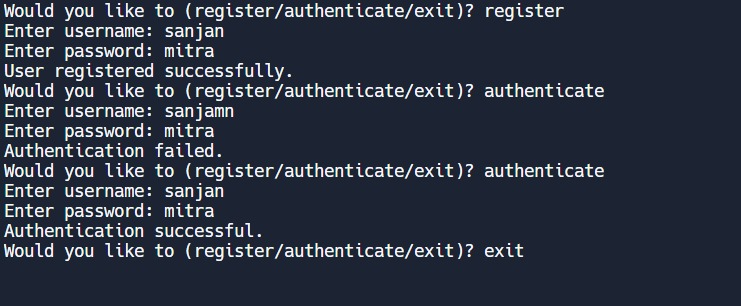 Would you like to (register/authenticate/exit)? register
Enter username: sanjan
Enter password: mitra
User registered successfully.
Would you like to (register/authenticate/exit)? authenticate
Enter username: sanjamn
Enter password: mitra
Authentication failed.
Would you like to (register/authenticate/exit)? authenticate
Enter username: sanjan
Enter password: mitra
Authentication successful.
Would you like to (register/authenticate/exit)? exit